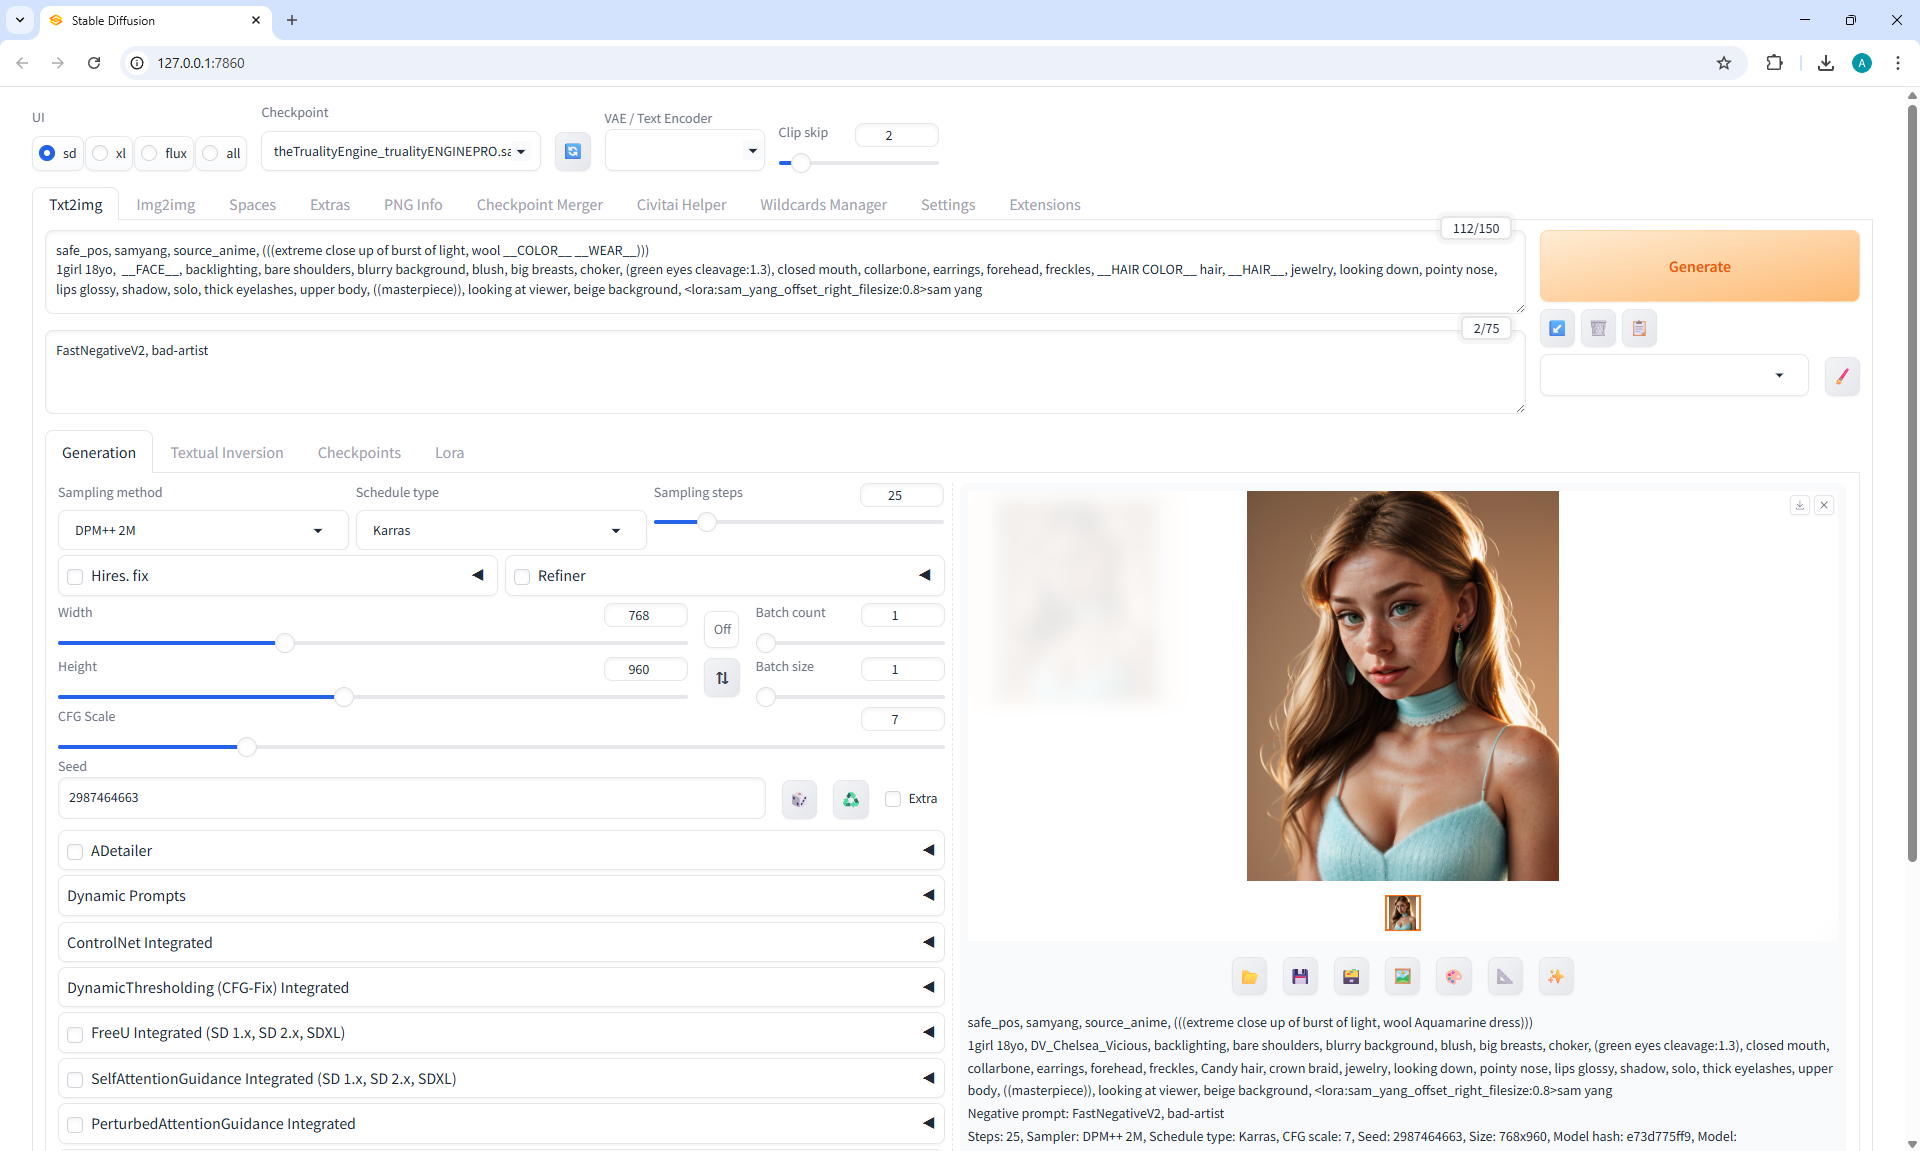 Stable Diffusion
127.0.0.1:7860
UI
Checkpoint
VAE / Text Encoder
Clip skip
2
sd
xl
flux
all
theTrualityEngine_trualityENGINEPRO.sa
Txt2img
Img2img
Spaces
Extras
PNG Info
Checkpoint Merger
Civitai Helper
Wildcards Manager
Settings
Extensions
112/150
safe_pos, samyang, source_anime, (((extreme close up of burst of light, wool __COLOR__ __WEAR__)))
1girl 18yo,  __FACE__, backlighting, bare shoulders, blurry background, blush, big breasts, choker, (green eyes cleavage:1.3), closed mouth, collarbone, earrings, forehead, freckles, __HAIR COLOR__ hair, __HAIR__, jewelry, looking down, pointy nose,
lips glossy, shadow, solo, thick eyelashes, upper body, ((masterpiece)), looking at viewer, beige background, <lora:sam_yang_offset_right_filesize:0.8>sam yang
Generate
2/75
FastNegativeV2, bad-artist
Generation
Textual Inversion
Checkpoints
Lora
Sampling method
Schedule type
Sampling steps
25
DPM++ 2M
Karras
Hires. fix
Refiner
Width
768
Off
Batch count
1
Height
960
Batch size
1
CFG Scale
7
Seed
2987464663
Extra
ADetailer
Dynamic Prompts
ControlNet Integrated
DynamicThresholding (CFG-Fix) Integrated
FreeU Integrated (SD 1.x, SD 2.x, SDXL)
SelfAttentionGuidance Integrated (SD 1.x, SD 2.x, SDXL)
PerturbedAttentionGuidance Integrated
safe_pos, samyang, source_anime, (((extreme close up of burst of light, wool Aquamarine dress)))
1girl 18yo, DV_Chelsea_Vicious, backlighting, bare shoulders, blurry background, blush, big breasts, choker, (green eyes cleavage:1.3), closed mouth,
collarbone, earrings, forehead, freckles, Candy hair, crown braid, jewelry, looking down, pointy nose, lips glossy, shadow, solo, thick eyelashes, upper
body, ((masterpiece)), looking at viewer, beige background, <lora:sam_yang_offset_right_filesize:0.8>sam yang
Negative prompt: FastNegativeV2, bad-artist
Steps: 25, Sampler: DPM++ 2M, Schedule type: Karras, CFG scale: 7, Seed: 2987464663, Size: 768x960, Model hash: e73d775ff9, Model:
A